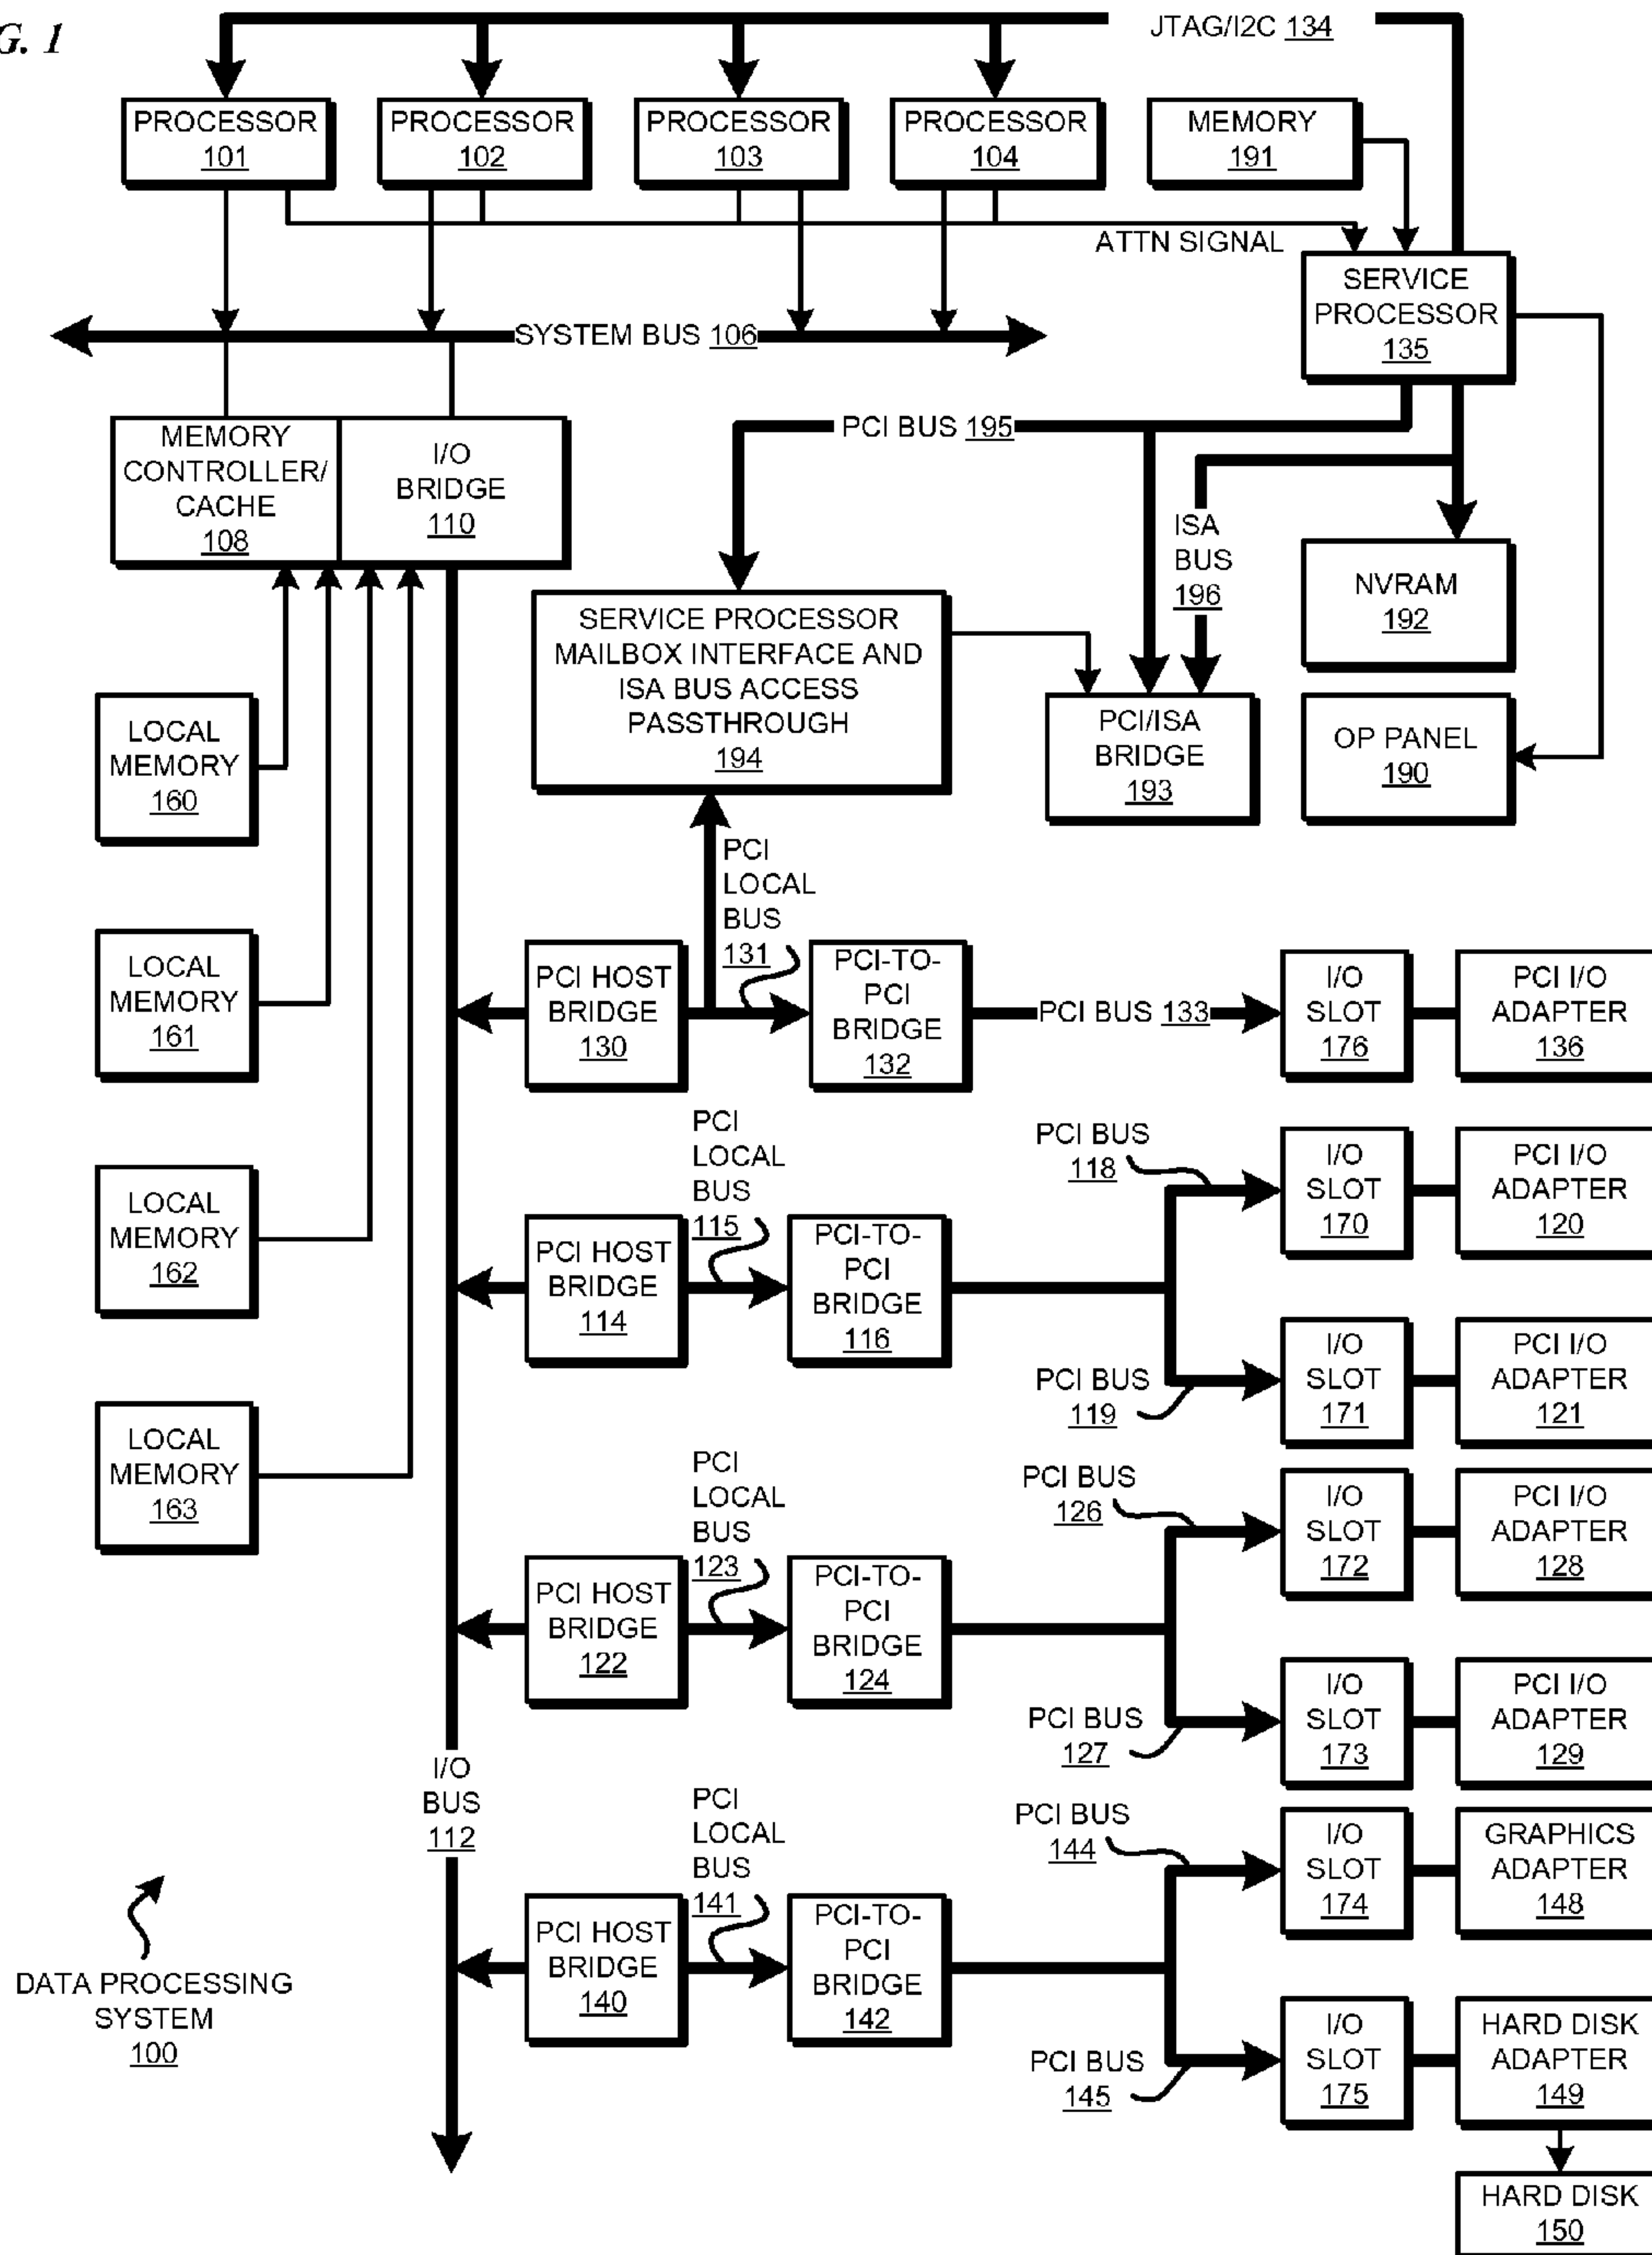 G. 1
JTAG/I2C 134
PROCESSOR
101
PROCESSOR
102
PROCESSOR
103
PROCESSOR
104
MEMORY
191
ATTN SIGNAL
SERVICE
PROCESSOR
135
SYSTEM BUS 106
MEMORY
CONTROLLER/
CACHE
108
I/O
BRIDGE
110
PCI BUS 195
ISA
BUS
196
NVRAM
192
SERVICE PROCESSOR
MAILBOX INTERFACE AND
ISA BUS ACCESS
PASSTHROUGH
194
PCI/ISA
BRIDGE
193
OP PANEL
190
LOCAL
MEMORY
160
LOCAL
MEMORY
161
LOCAL
MEMORY
162
LOCAL
MEMORY
163
PCI
LOCAL
BUS
131
PCI HOST
BRIDGE
130
PCI-TO-
PCI
BRIDGE
132
PCI BUS 133
I/O
SLOT
176
PCI I/O
ADAPTER
136
PCI
LOCAL
BUS
115
PCI HOST
BRIDGE
114
PCI-TO-
PCI
BRIDGE
116
PCI BUS
118
I/O
SLOT
170
PCI I/O
ADAPTER
120
PCI BUS
119
I/O
SLOT
171
PCI I/O
ADAPTER
121
PCI
LOCAL
BUS
123
PCI HOST
BRIDGE
122
PCI-TO-
PCI
BRIDGE
124
PCI BUS
126
I/O
SLOT
172
PCI I/O
ADAPTER
128
PCI BUS
127
I/O
SLOT
173
PCI I/O
ADAPTER
129
I/O
BUS
112
PCI
LOCAL
BUS
141
PCI HOST
BRIDGE
140
PCI-TO-
PCI
BRIDGE
142
PCI BUS
144
I/O
SLOT
174
GRAPHICS
ADAPTER
148
PCI BUS
145
I/O
SLOT
175
HARD DISK
ADAPTER
149
HARD DISK
150
DATA PROCESSING
SYSTEM
100